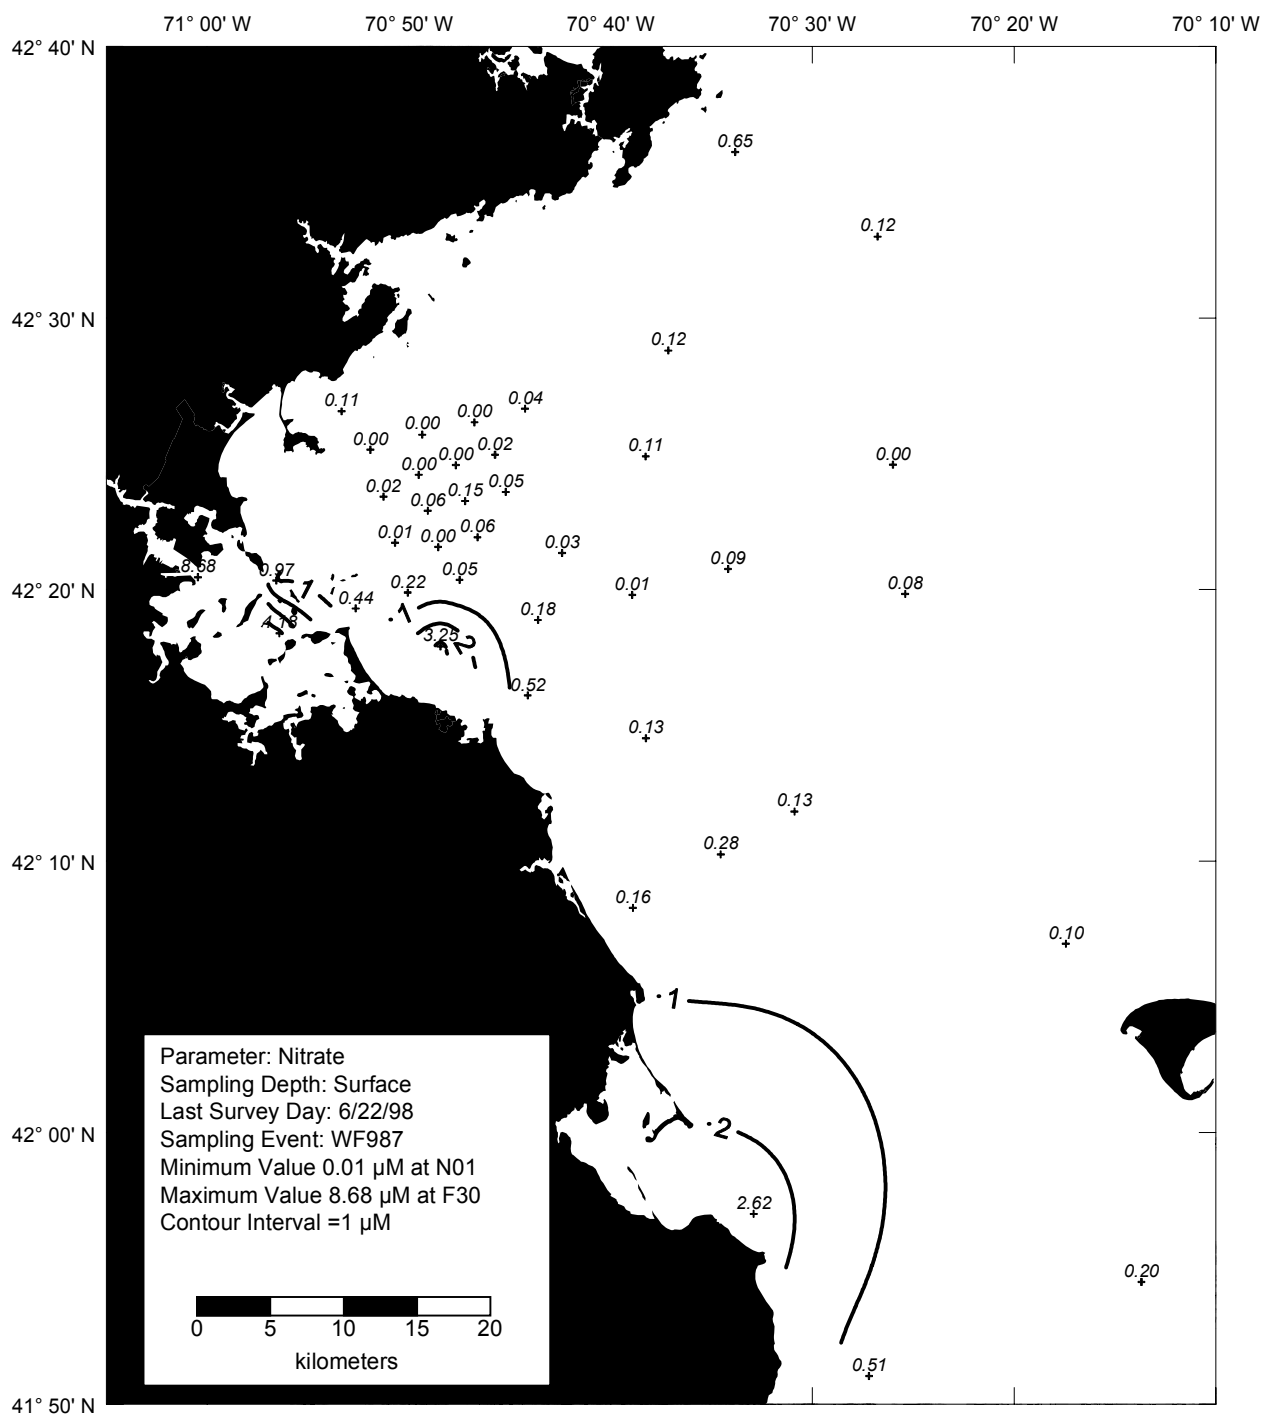 71° 00' W 70° 50' W 70° 40' W 70° 30' W 70° 20' W 70° 10' W
42° 40' N
0.65
0.12
42° 30' N
0.12
0.04
0.11
0.00
0.00
0.00
0.02
0.11
0.00
0.00
0.00
0.02
0.05
0.15
0.06
0.06
0.01
0.00
0.03
0.09
8.68
0.97
0.05
42° 20' N
1
0.22
0.01
0.08
0.44
1
0.18
4.18
3.25
2
0.52
0.13
0.13
0.28
42° 10' N
0.16
0.10
1
Parameter: Nitrate
Sampling Depth: Surface
Last Survey Day: 6/22/98
42° 00' N
2
Sampling Event: WF987
Minimum Value 0.01 µM at N01
Maximum Value 8.68 µM at F30
2.62
Contour Interval =1 µM
0.20
0 5 10 15 20
kilometers
0.51
41° 50' N